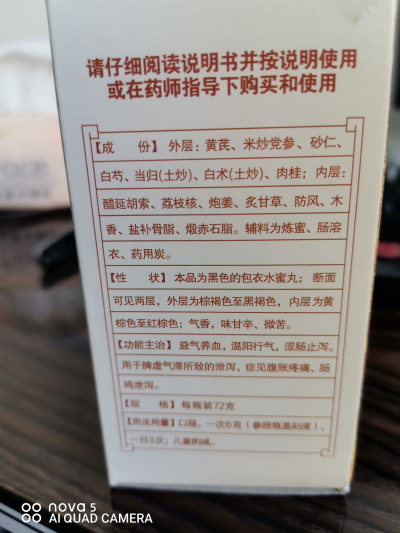 请仔细阅读说明书并按说明使用
或在药师指导下购买和使用
【成 份】 外层：黄芪、米炒党参、砂仁、
白芍、当归(土炒)、白术(土炒)、肉桂；内层：
醋延胡索、荔枝核、炮姜、炙甘草、防风、木
香、盐补骨脂、煅赤石脂。辅料为炼蜜、肠溶
衣、药用炭。
【性 状】 本品为黑色的包衣水蜜丸；断面
可见两层，外层为棕褐色至黑褐色，内层为黄
棕色至红棕色；气香，味甘辛、微苦。
【功能主治】 益气养血，温阳行气，涩肠止泻。
用于脾虚气滞所致的泄泻，症见腹胀疼痛、肠
鸣泄泻。
【规 格】 每瓶装72克
【用法用量】 口服。一次6克（参照瓶盖刻度）、
一日3次；儿童酌减。
nova 5
AI QUAD CAMERA